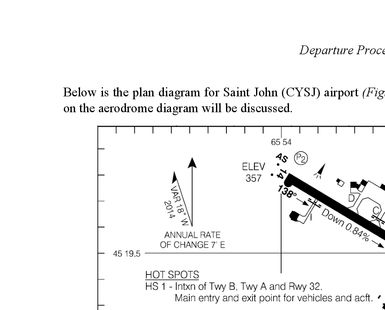 Departure Proce
Below is the plan diagram for Saint John (CYSJ) airport (Fig
on the aerodrome diagram will be discussed.
65 54
AS
P2
ELEV
357
14
138°
VAR 18° W
2014
Down 0.84%
C
ANNUAL RATE
OF CHANGE 7' E
45 19.5
HOT SPOTS
HS 1 - Intxn of Twy B, Twy A and Rwy 32.
Main entry and exit point for vehicles and acft.